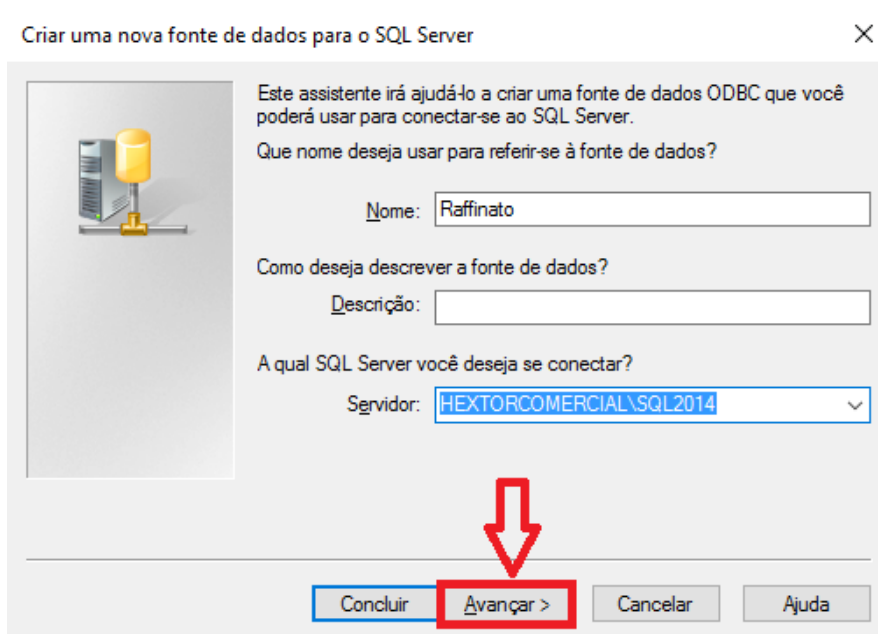 Criar uma nova fonte de dados para o SQL Server
Este assistente irá ajudá-lo a criar uma fonte de dados ODBC que você
poderá usar para conectar-se ao SQL Server.
Que nome deseja usar para referir-se à fonte de dados?
Nome: Raffinato
Como deseja descrever a fonte de dados?
Descrição:
A qual SQL Server você deseja se conectar?
Servidor: HEXTORCOMERCIAL\SQL2014
Concluir Avançar > Cancelar Ajuda